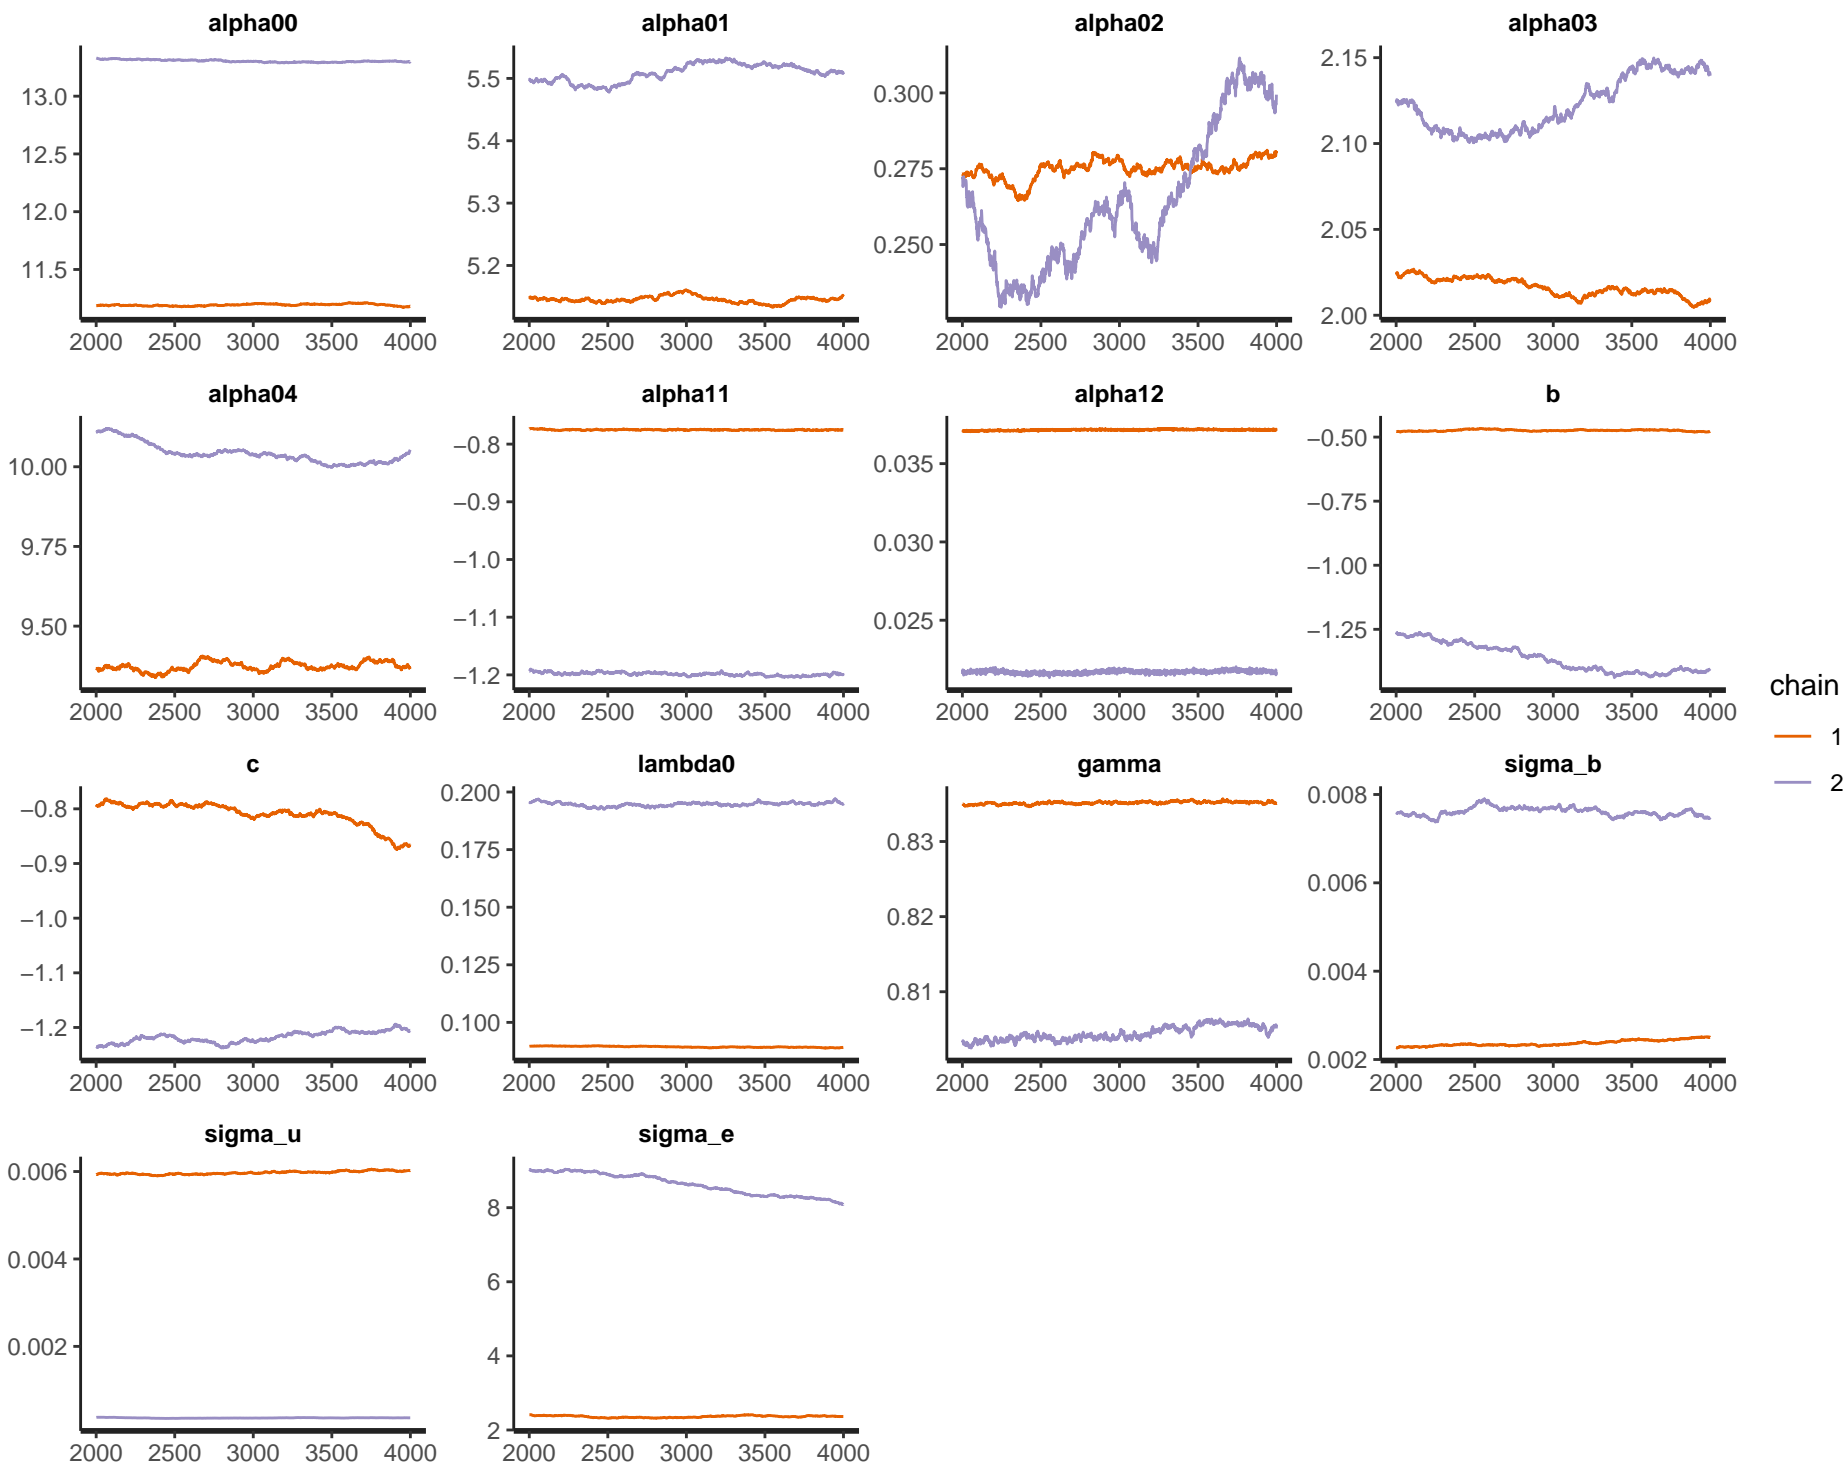 alpha00 alpha01 alpha02 alpha03
13.0 12.5 12.0 11.5
5.5 5.4 5.3 5.2
0.300 0.275 0.250
2.15 2.10 2.05 2.00
2000 2500 3000 3500 4000 2000 2500 3000 3500 4000 2000 2500 3000 3500 4000 2000 2500 3000 3500 4000
alpha04 alpha11 alpha12 b
10.00 9.75 9.50
−0.8 −0.9 −1.0 −1.1 −1.2
0.035 0.030 0.025
−0.50 −0.75 −1.00 −1.25
2000 2500 3000 3500 4000 2000 2500 3000 3500 4000 2000 2500 3000 3500 4000 2000 2500 3000 3500 4000
c lambda0 gamma sigma_b
−0.8 −0.9 −1.0 −1.1 −1.2
0.200 0.175 0.150 0.125 0.100
0.83 0.82 0.81
0.008 0.006 0.004 0.002
2000 2500 3000 3500 4000 2000 2500 3000 3500 4000 2000 2500 3000 3500 4000 2000 2500 3000 3500 4000
sigma_u sigma_e
0.006 0.004 0.002
8 6 4 2
2000 2500 3000 3500 4000 2000 2500 3000 3500 4000
chain
1
2